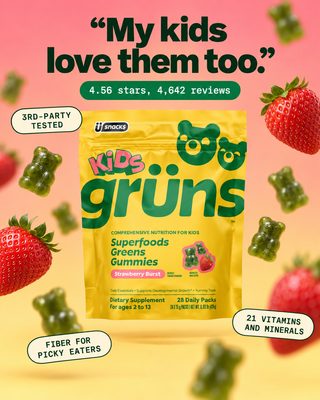 “My kids
love them too.”
4.56 stars, 4,642 reviews
3RD-PARTY
TESTED
snacks
KiDS
grüns
COMPREHENSIVE NUTRITION FOR KIDS
Superfoods
Greens
Gummies
Strawberry Burst
Dietary Supplement
for ages 2 to 12
28 Daily Packs
21 VITAMINS
AND MINERALS
FIBER FOR
PICKY EATERS